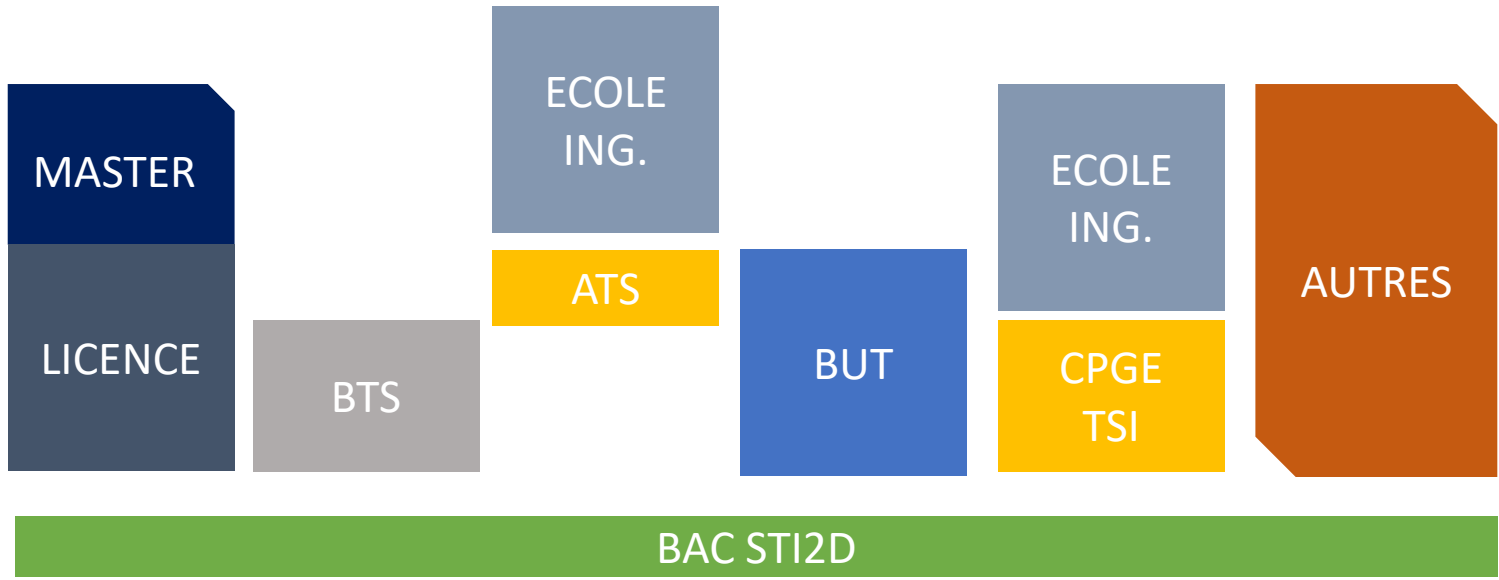 MASTER
LICENCE
BTS
ECOLE
ING.
ATS
BUT
ECOLE
ING.
CPGE
TSI
AUTRES
BAC STI2D